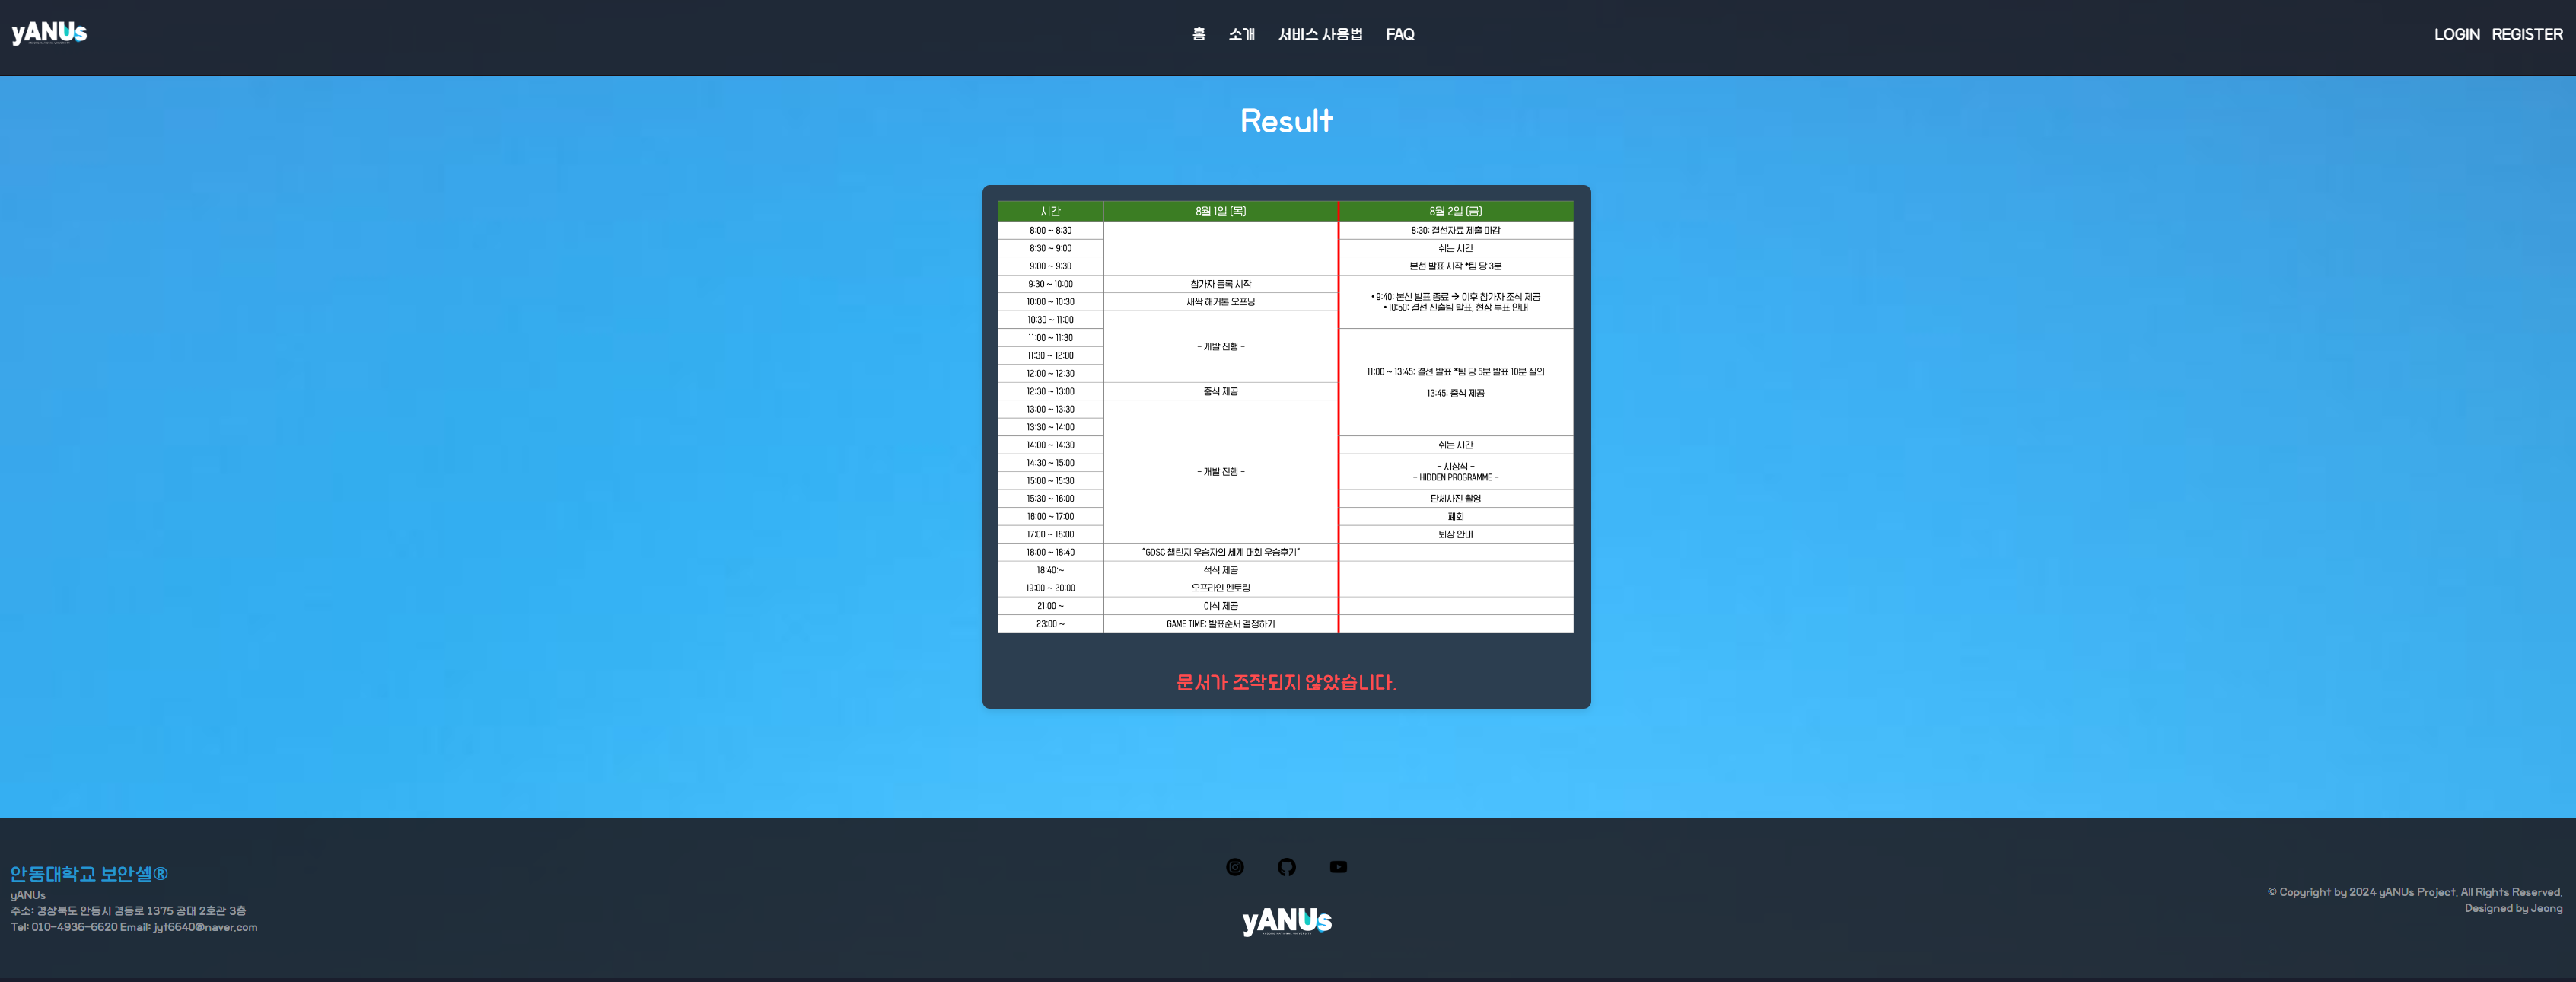 yANUs
홈 소개 서비스 사용법 FAQ
LOGIN REGISTER
Result
시간 8월 1일 (목) 8월 2일 (금)
8:00 ~ 8:30 8:30: 결선자료 제출 마감
8:30 ~ 9:00 쉬는 시간
9:00 ~ 9:30 본선 발표 시작 *팀 당 3분
9:30 ~ 10:00 참가자 등록 시작
• 9:40: 본선 발표 종료 → 이후 참가자 조식 제공
10:00 ~ 10:30 새싹 해커톤 오프닝
• 10:50: 결선 진출팀 발표, 현장 투표 안내
10:30 ~ 11:00
11:00 ~ 11:30
- 개발 진행 -
11:30 ~ 12:00
12:00 ~ 12:30
11:00 ~ 13:45: 결선 발표 *팀 당 5분 발표 10분 질의
12:30 ~ 13:00 중식 제공
13:45: 중식 제공
13:00 ~ 13:30
13:30 ~ 14:00
14:00 ~ 14:30 쉬는 시간
14:30 ~ 15:00 - 시상식 -
- 개발 진행 -
15:00 ~ 15:30 - HIDDEN PROGRAMME -
15:30 ~ 16:00 단체사진 촬영
16:00 ~ 17:00 폐회
17:00 ~ 18:00 퇴장 안내
18:00 ~ 18:40 "GDSC 챌린지 우승자의 세계 대회 우승후기"
18:40:~ 석식 제공
19:00 ~ 20:00 오프라인 멘토링
21:00 ~ 야식 제공
23:00 ~ GAME TIME: 발표순서 결정하기
문서가 조작되지 않았습니다.
안동대학교 보안셀®
yANUs
주소: 경상북도 안동시 경동로 1375 공대 2호관 3층
Tel: 010-4936-6620 Email: jyt6640@naver.com
yANUs
© Copyright by 2024 yANUs Project. All Rights Reserved.
Designed by Jeong